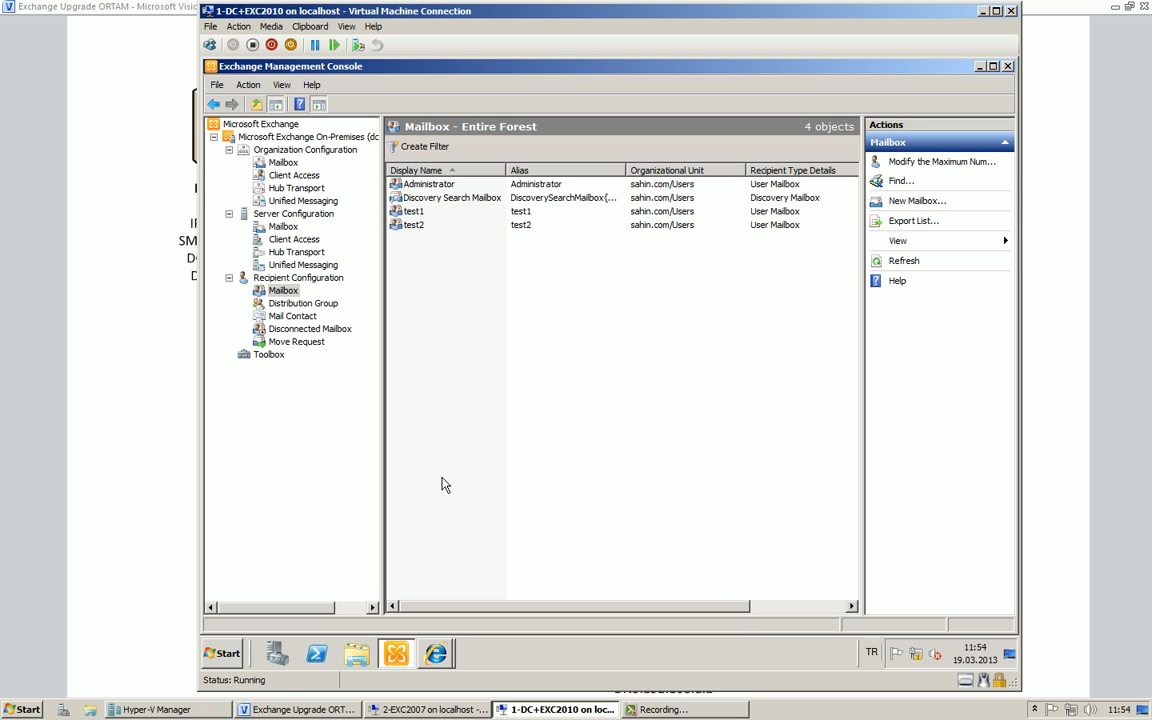 Exchange Upgrade ORTAM - Microsoft Visi
1-DC+EXC2010 on localhost - Virtual Machine Connection
File Action Media Clipboard View Help
Exchange Management Console
File Action View Help
Microsoft Exchange
Microsoft Exchange On-Premises (dc
Organization Configuration
Mailbox
Client Access
Hub Transport
Unified Messaging
Server Configuration
Mailbox
Client Access
Hub Transport
Unified Messaging
Recipient Configuration
Mailbox
Distribution Group
Mail Contact
Disconnected Mailbox
Move Request
Toolbox
Mailbox - Entire Forest 4 objects
Create Filter
Display Name Alias Organizational Unit Recipient Type Details
Administrator Administrator sahin.com/Users User Mailbox
Discovery Search Mailbox DiscoverySearchMailbox{... sahin.com/Users Discovery Mailbox
test1 test1 sahin.com/Users User Mailbox
test2 test2 sahin.com/Users User Mailbox
Actions
Mailbox
Modify the Maximum Num...
Find...
New Mailbox...
Export List...
View
Refresh
Help
Start
TR
11:54
19.03.2013
Status: Running
Start Hyper-V Manager Exchange Upgrade ORT... 2-EXC2007 on localhost -... 1-DC+EXC2010 on loc... Recording... 11:54